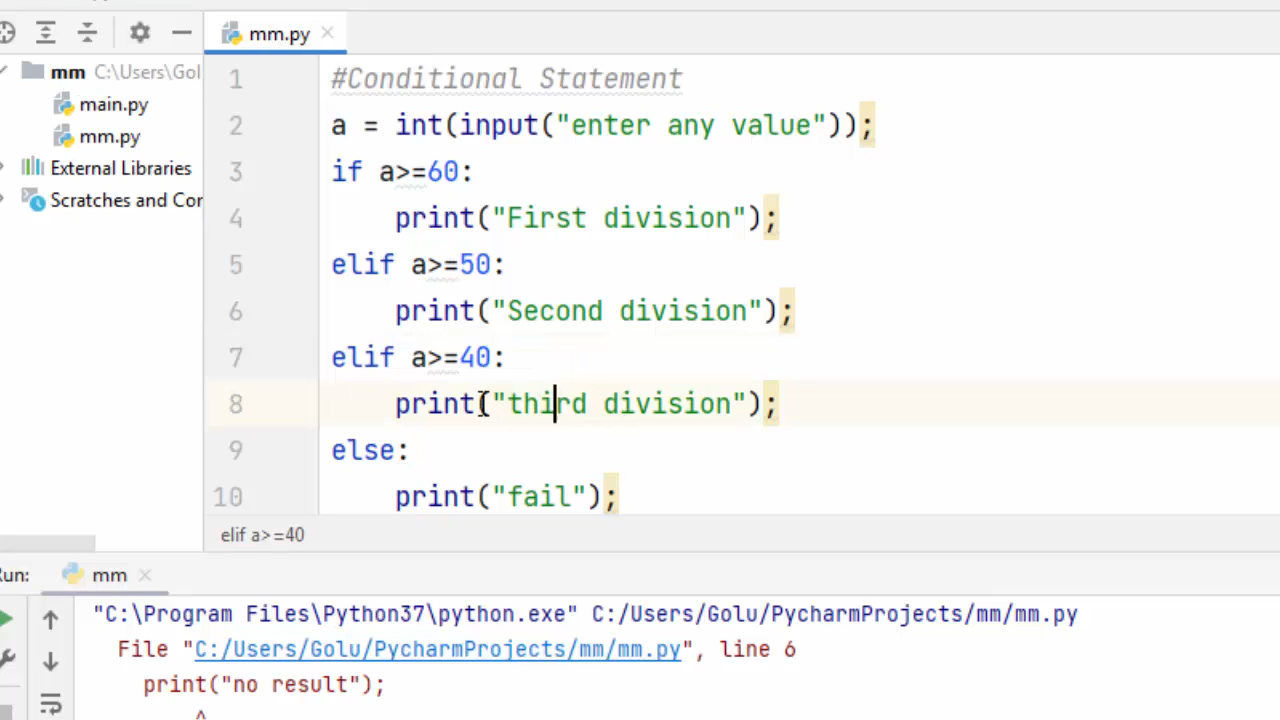 mm.py
mm C:\Users\Gol
main.py
mm.py
External Libraries
Scratches and Cor
1 #Conditional Statement
2 a = int(input("enter any value"));
3 if a>=60:
4 print("First division");
5 elif a>=50:
6 print("Second division");
7 elif a>=40:
8 print("third division");
9 else:
10 print("fail");
elif a>=40
un: mm
"C:\Program Files\Python37\python.exe" C:/Users/Golu/PycharmProjects/mm/mm.py
File "C:/Users/Golu/PycharmProjects/mm/mm.py", line 6
print("no result");
^